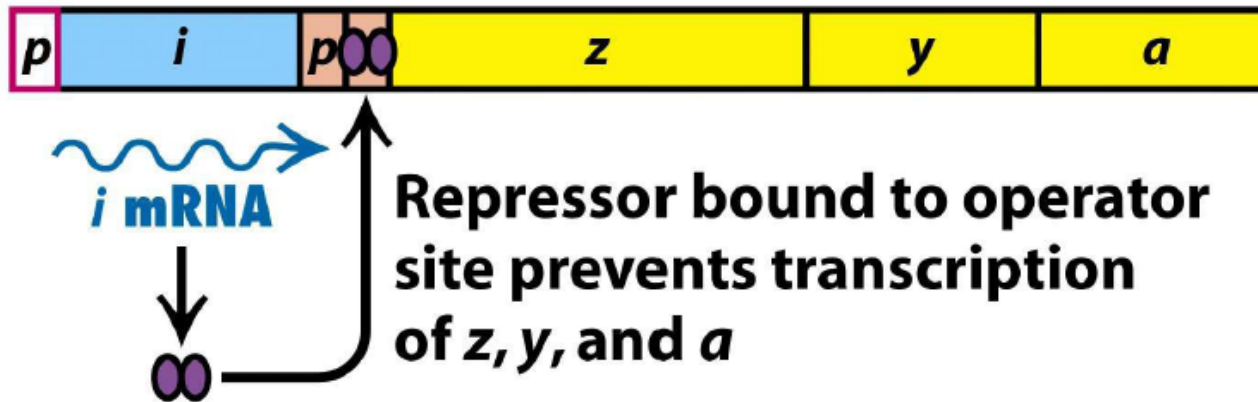 p i p z y a
i mRNA
Repressor bound to operator
site prevents transcription
of z, y, and a